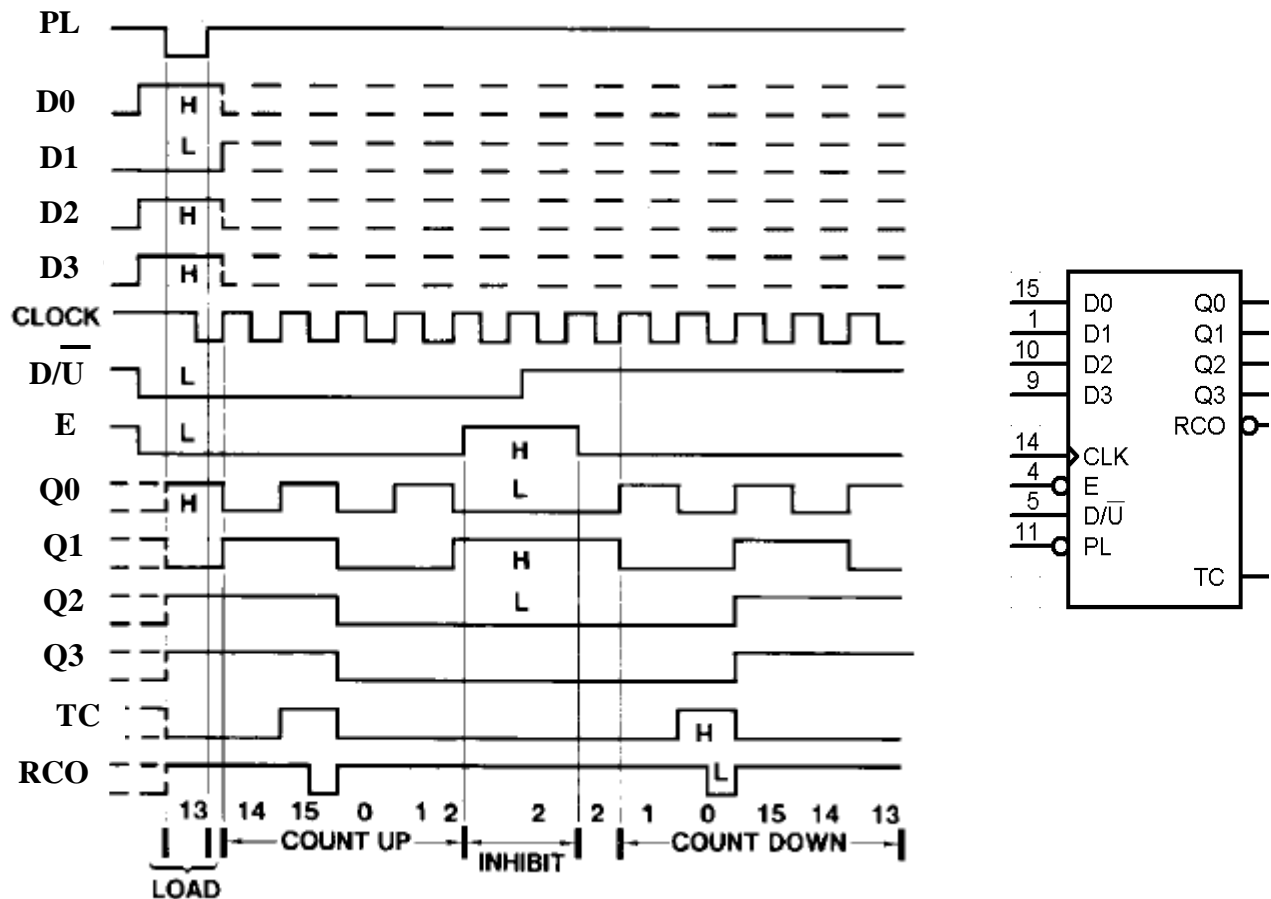 PL
D0 H
D1 L
D2 H
D3 H
CLOCK
D/U L
E L H
Q0 H L
Q1 H
Q2 L
Q3
TC H
RCO L
13 14 15 0 1 2 2 2 1 0 15 14 13
COUNT UP INHIBIT COUNT DOWN
LOAD
15 D0 Q0
1 D1 Q1
10 D2 Q2
9 D3 Q3
RCO
14 CLK
4 E
5 D/U
11 PL
TC